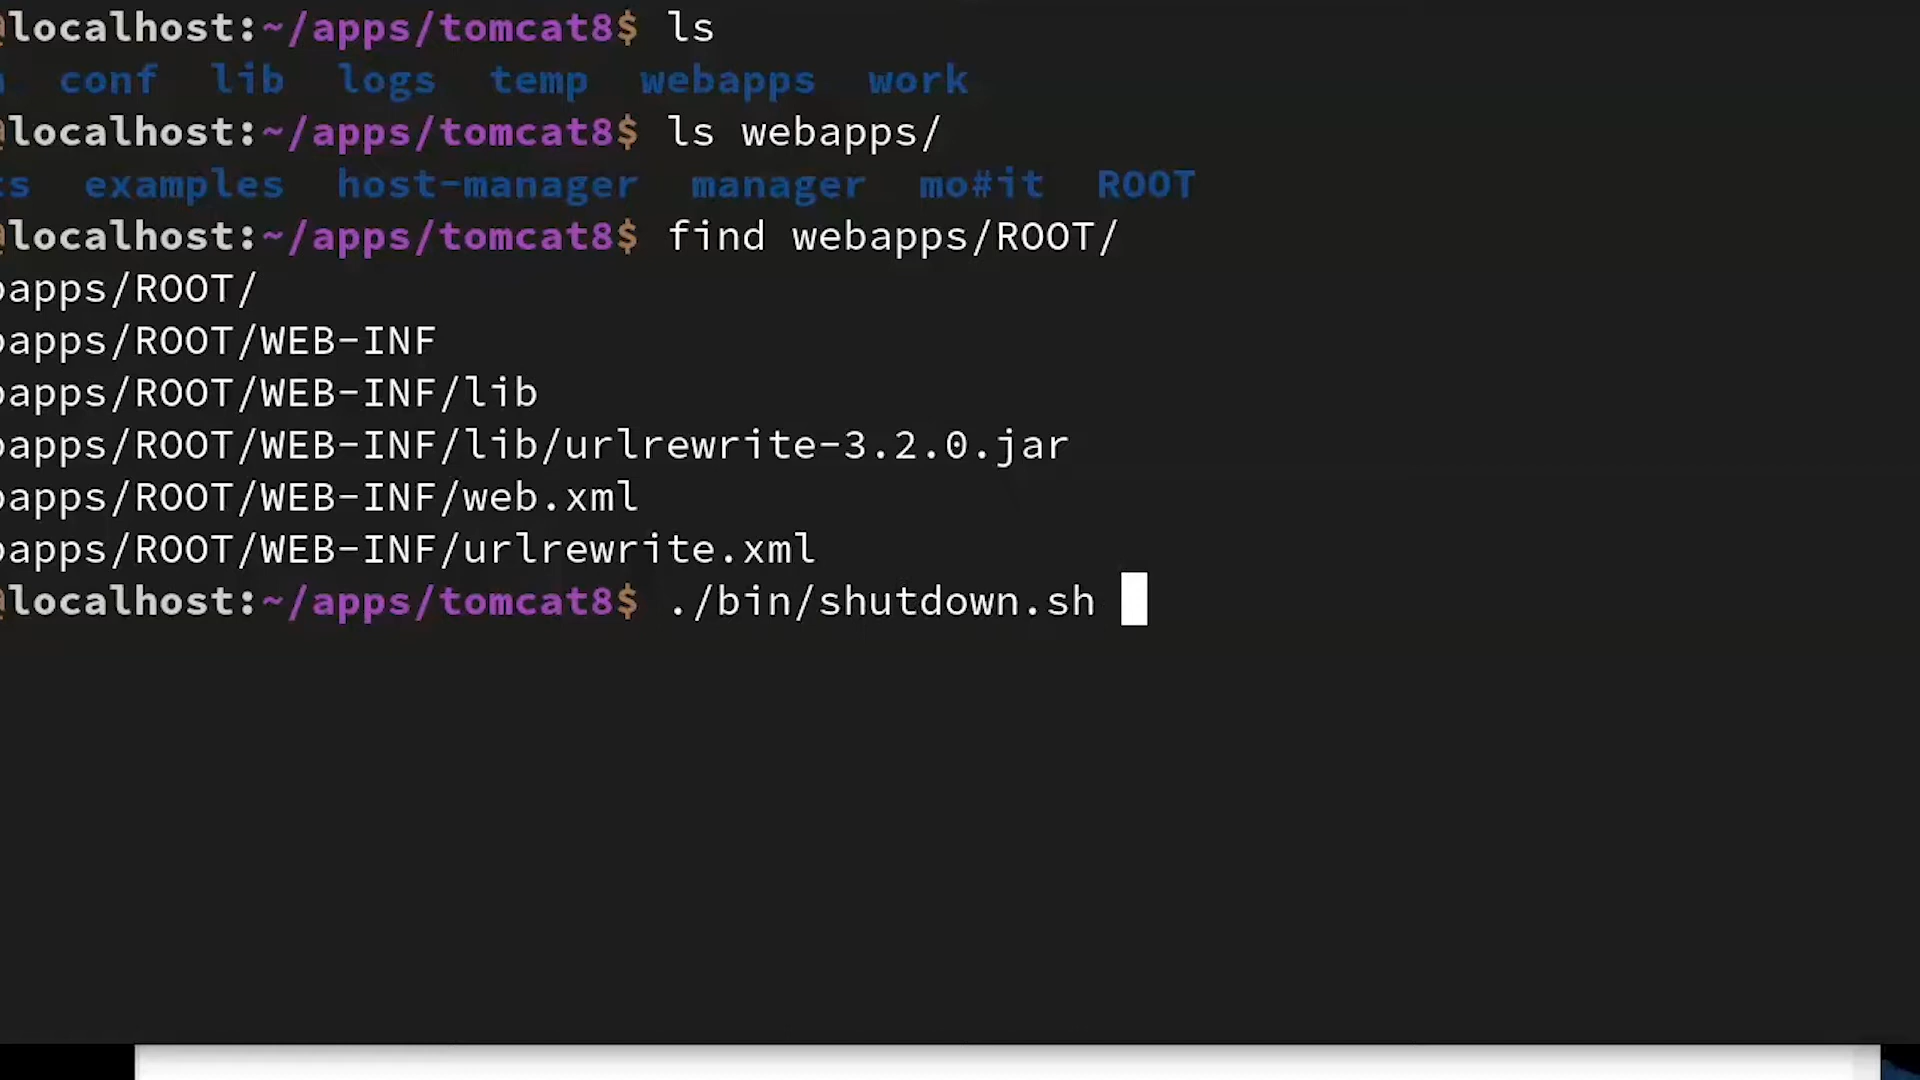 @localhost:~/apps/tomcat8$ ls
conf lib logs temp webapps work
@localhost:~/apps/tomcat8$ ls webapps/
examples host-manager manager mo#it ROOT
@localhost:~/apps/tomcat8$ find webapps/ROOT/
apps/ROOT/
apps/ROOT/WEB-INF
apps/ROOT/WEB-INF/lib
apps/ROOT/WEB-INF/lib/urlrewrite-3.2.0.jar
apps/ROOT/WEB-INF/web.xml
apps/ROOT/WEB-INF/urlrewrite.xml
@localhost:~/apps/tomcat8$ ./bin/shutdown.sh